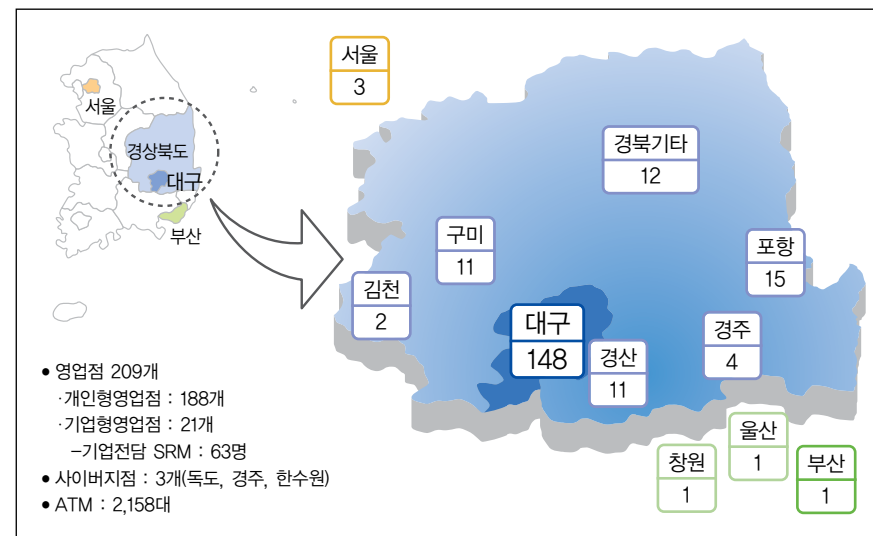 서울
경상북도
대구
부산
서울
3
경북기타
12
구미
11
포항
15
김천
2
대구
148
경산
11
경주
4
울산
1
창원
1
부산
1
• 영업점 209개
·개인형영업점 : 188개
·기업형영업점 : 21개
–기업전담 SRM : 63명
• 사이버지점 : 3개(독도, 경주, 한수원)
• ATM : 2,158대